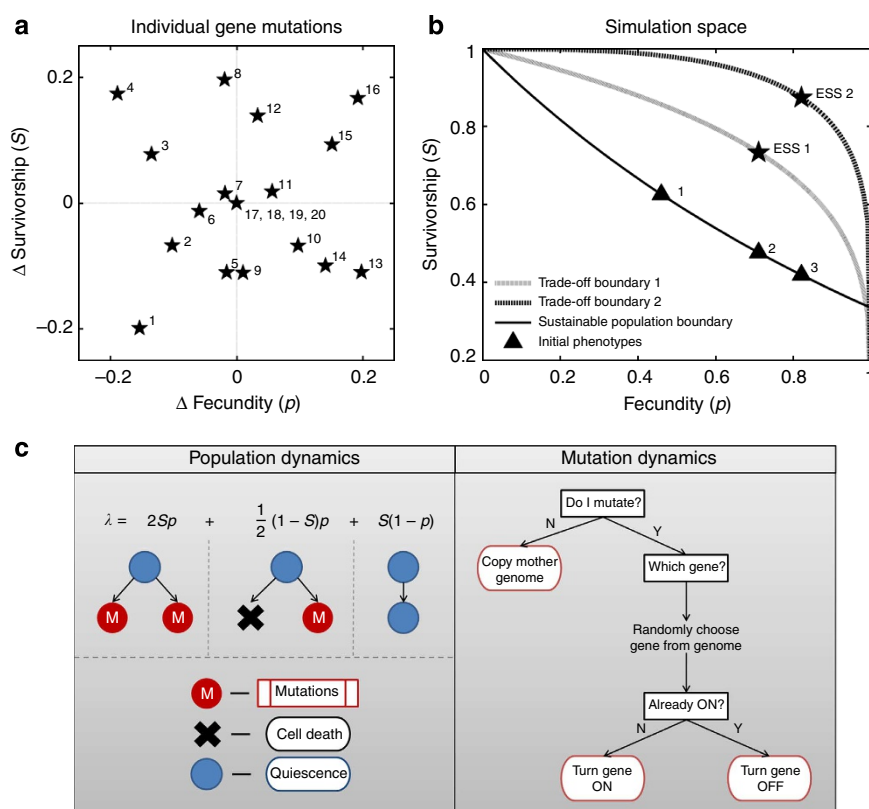 a
Individual gene mutations
Δ Survivorship (S)
0.2
0
−0.2
4
8
16
12
3
15
7
11
17, 18, 19, 20
6
2
10
5
9
14
13
1
−0.2
0
0.2
Δ Fecundity (p)
b
Simulation space
Survivorship (S)
1
0.8
0.6
0.4
0.2
ESS 2
ESS 1
1
2
3
Trade-off boundary 1
Trade-off boundary 2
Sustainable population boundary
Initial phenotypes
0
0.2
0.4
0.6
0.8
Fecundity (p)
c
Population dynamics
λ = 2Sp + 1/2 (1 − S)p + S(1 − p)
M
M
M
M — Mutations
— Cell death
— Quiescence
Mutation dynamics
Do I mutate?
N
Y
Copy mother
genome
Which gene?
Randomly choose
gene from genome
Already ON?
N
Y
Turn gene
ON
Turn gene
OFF